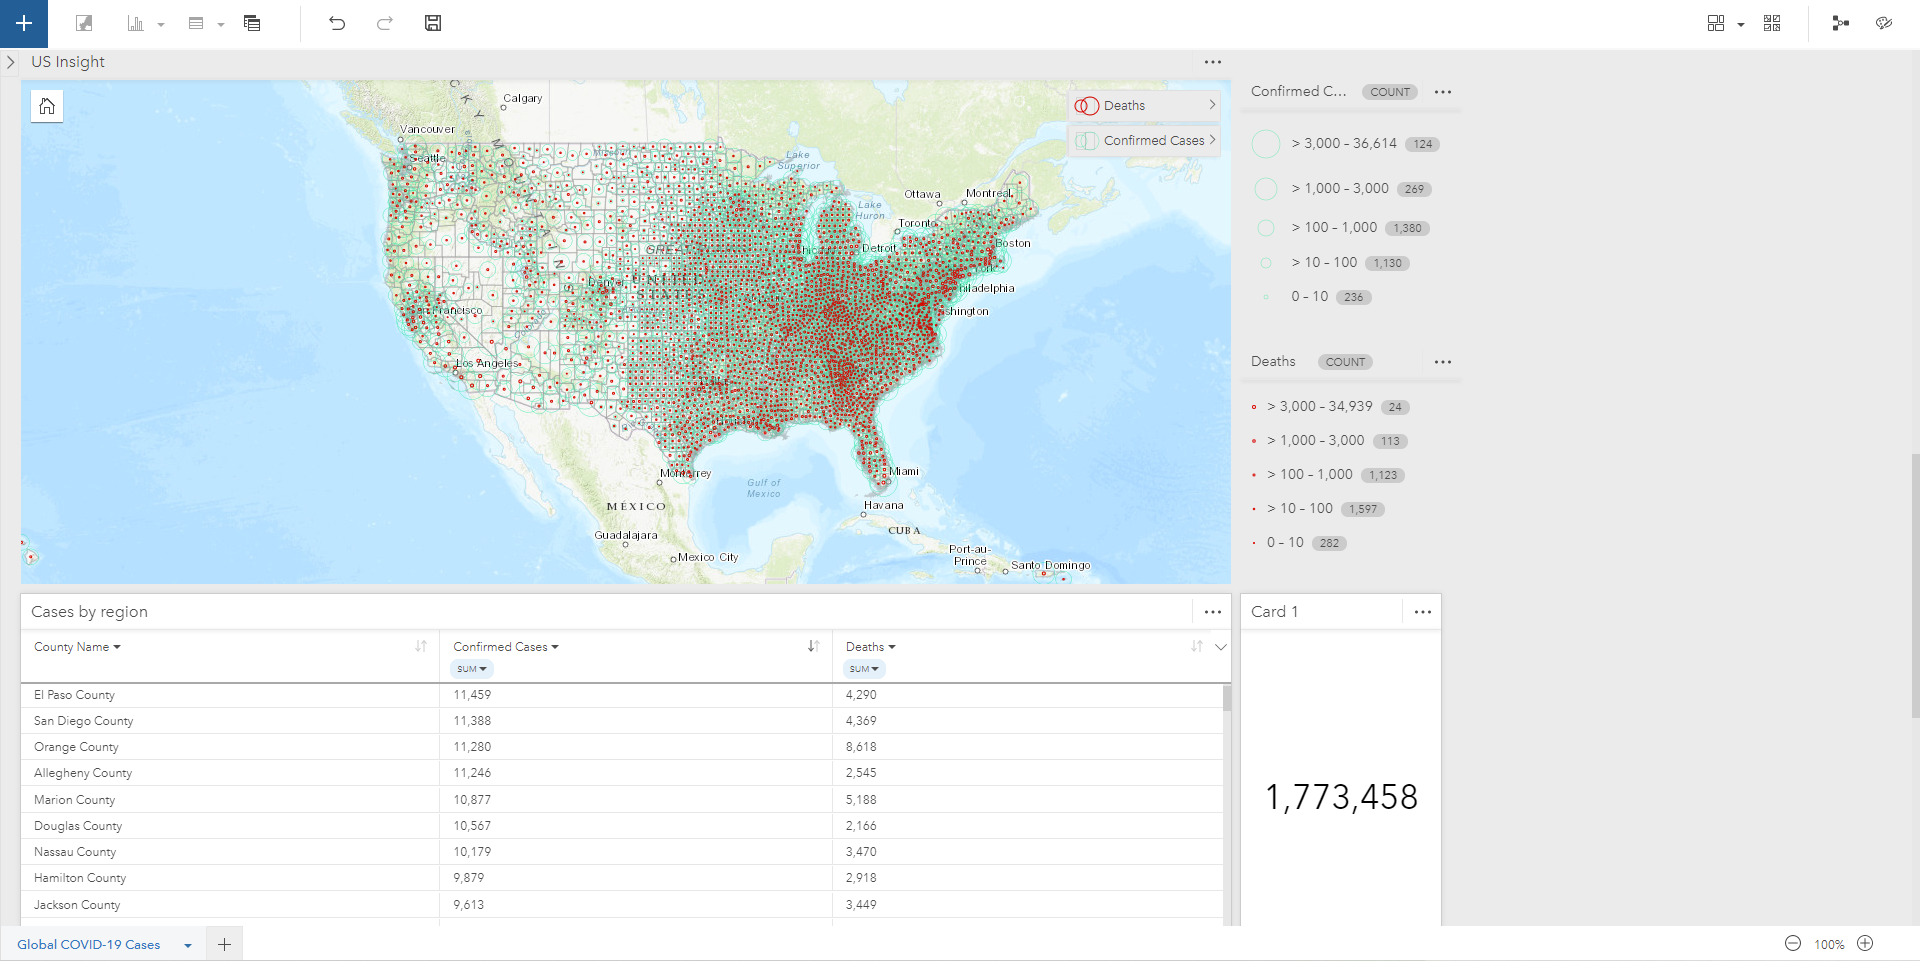 US Insight
Calgary
Vancouver
Seattle
Lake
Superior
Ottawa
Montreal
Lake
Huron
Toronto
Detroit
Boston
Denver
Philadelphia
Los Angeles
Monterrey
Miami
Gulf of
Mexico
MÉXICO
Havana
CUBA
Guadalajara
Mexico City
Port-au-
Prince
Santo Domingo
Deaths
Confirmed Cases
Confirmed C... COUNT
> 3,000 – 36,614 124
> 1,000 – 3,000 269
> 100 – 1,000 1,380
> 10 – 100 1,130
0 – 10 236
Deaths COUNT
> 3,000 – 34,939 24
> 1,000 – 3,000 113
> 100 – 1,000 1,123
> 10 – 100 1,597
0 – 10 282
Cases by region
County Name Confirmed Cases Deaths
SUM SUM
El Paso County 11,459 4,290
San Diego County 11,388 4,369
Orange County 11,280 8,618
Allegheny County 11,246 2,545
Marion County 10,877 5,188
Douglas County 10,567 2,166
Nassau County 10,179 3,470
Hamilton County 9,879 2,918
Jackson County 9,613 3,449
Card 1
1,773,458
Global COVID-19 Cases
100%